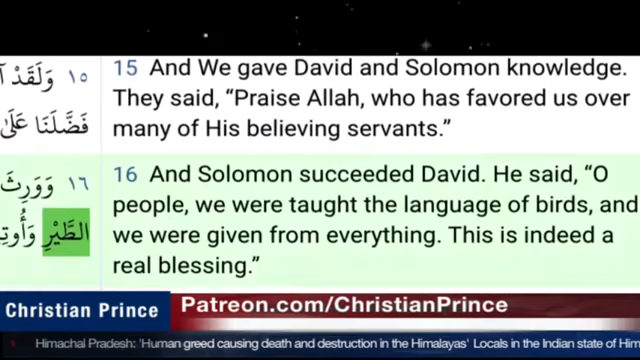 15 And We gave David and Solomon knowledge. ١٥ وَلَقَدْ
They said, “Praise Allah, who has favored us over
many of His believing servants.” فَضَّلَنَا عَلَىٰ
16 And Solomon succeeded David. He said, “O ١٦ وَوَرِثَ
people, we were taught the language of birds, and
we were given from everything. This is indeed a الطَّيْرِ
real blessing.”
Christian Prince
Patreon.com/ChristianPrince
Himachal Pradesh: 'Human greed causing death and destruction in the Himalayas' Locals in the Indian state of